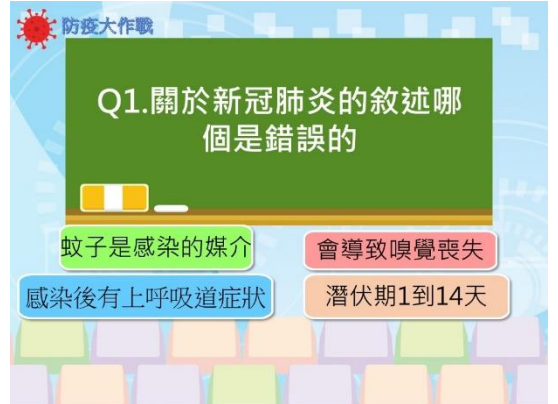 防疫大作戰
Q1.關於新冠肺炎的敘述哪
個是錯誤的
蚊子是感染的媒介
會導致嗅覺喪失
感染後有上呼吸道症狀
潛伏期1到14天